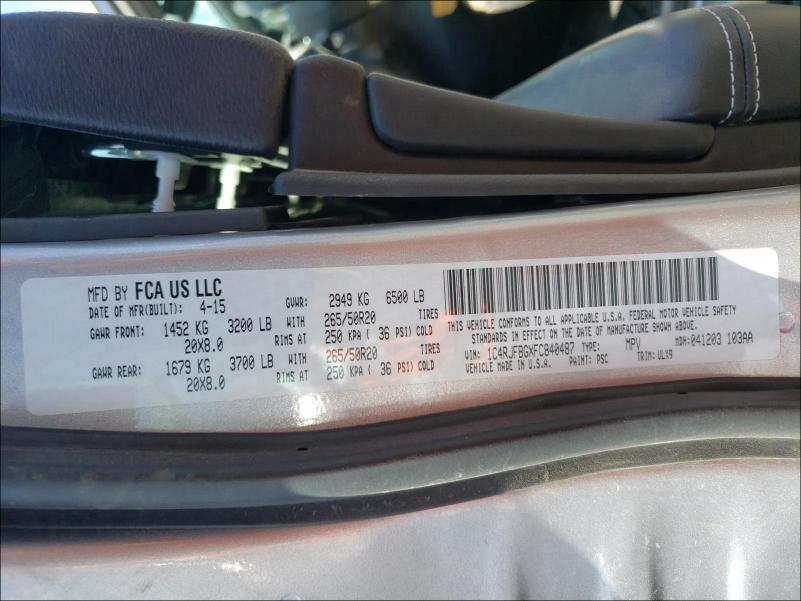 MFD BY FCA US LLC
DATE OF MFR(BUILT): 4-15 GVWR: 2949 KG 6500 LB
GAWR FRONT: 1452 KG 3200 LB WITH 265/50R20 TIRES
20X8.0 RIMS AT 250 KPA ( 36 PSI) COLD
GAWR REAR: 1679 KG 3700 LB WITH 265/50R20 TIRES
20X8.0 RIMS AT 250 KPA ( 36 PSI) COLD
THIS VEHICLE CONFORMS TO ALL APPLICABLE U.S.A. FEDERAL MOTOR VEHICLE SAFETY
STANDARDS IN EFFECT ON THE DATE OF MANUFACTURE SHOWN ABOVE.
VIN: 1C4RJFBGXFC840487 TYPE: MPV MDH: 041203 103AA
VEHICLE MADE IN U.S.A. PAINT: PSC TRIM: ULX9